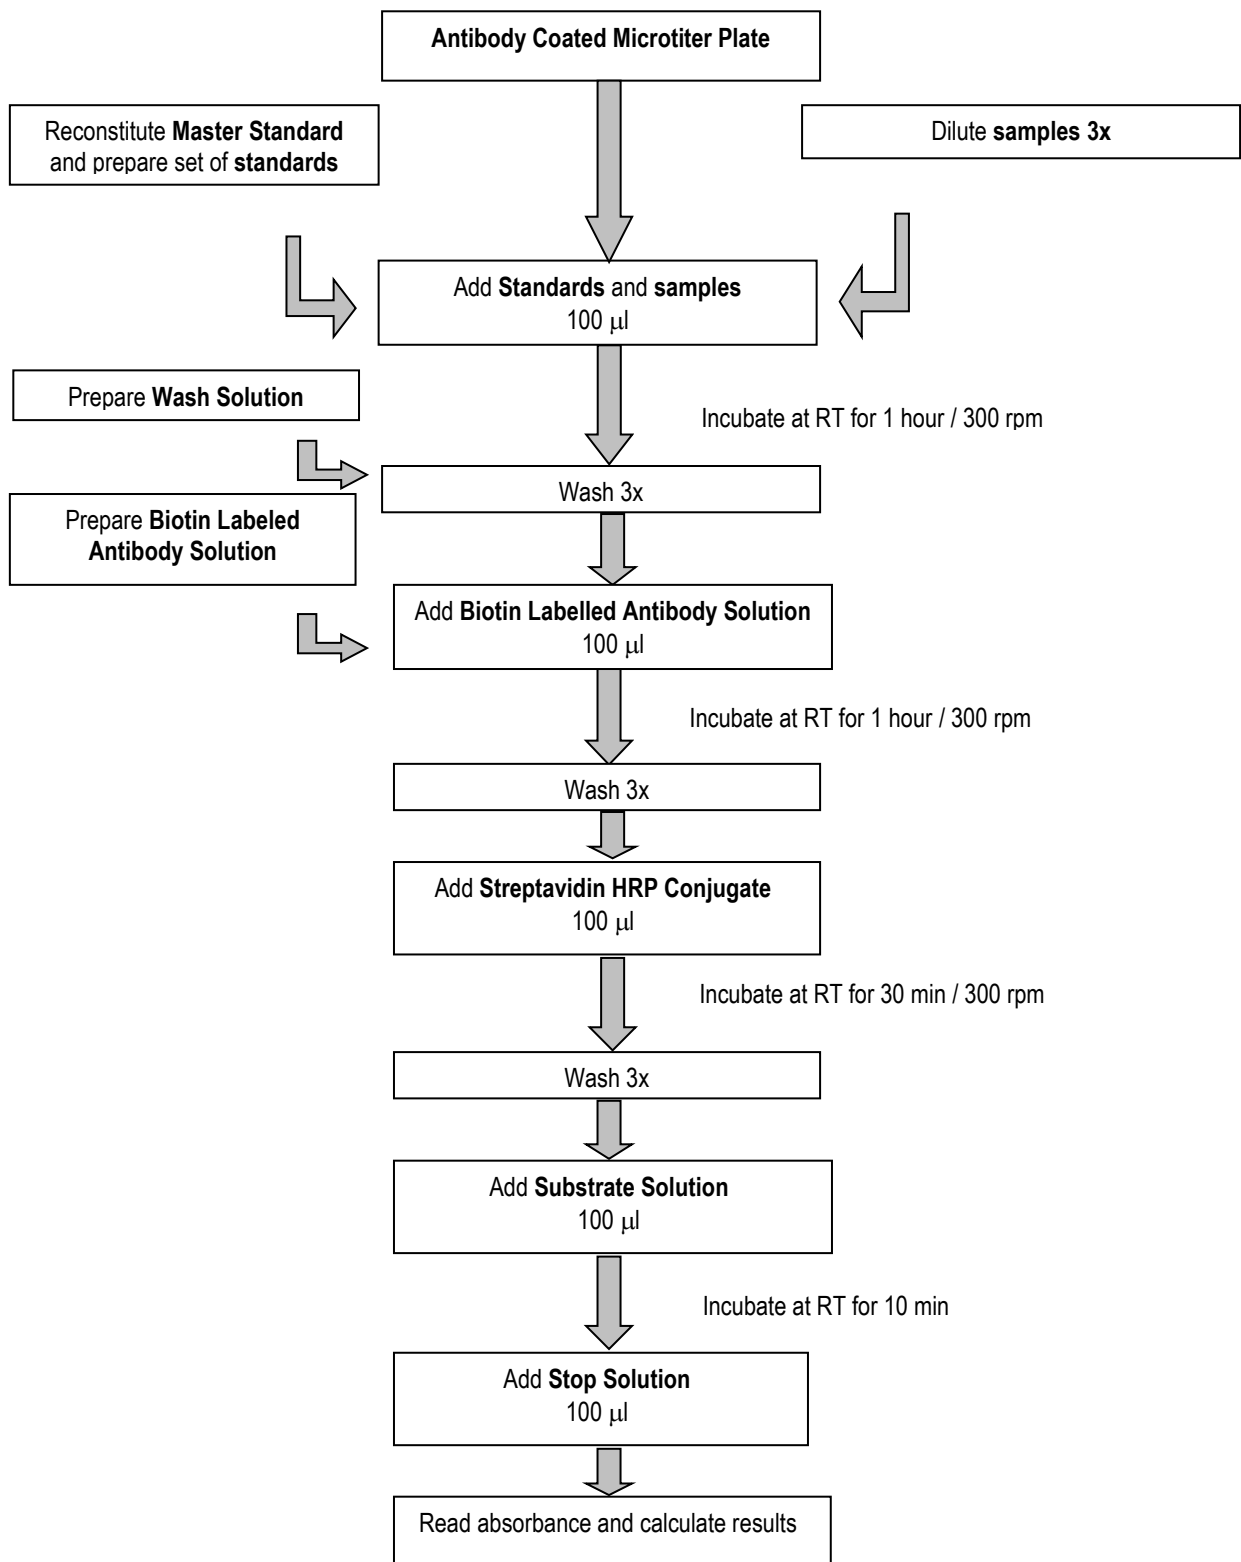 Antibody Coated Microtiter Plate
Reconstitute Master Standard
and prepare set of standards
Dilute samples 3x
Add Standards and samples
100 μl
Prepare Wash Solution
Incubate at RT for 1 hour / 300 rpm
Wash 3x
Prepare Biotin Labeled
Antibody Solution
Add Biotin Labelled Antibody Solution
100 μl
Incubate at RT for 1 hour / 300 rpm
Wash 3x
Add Streptavidin HRP Conjugate
100 μl
Incubate at RT for 30 min / 300 rpm
Wash 3x
Add Substrate Solution
100 μl
Incubate at RT for 10 min
Add Stop Solution
100 μl
Read absorbance and calculate results